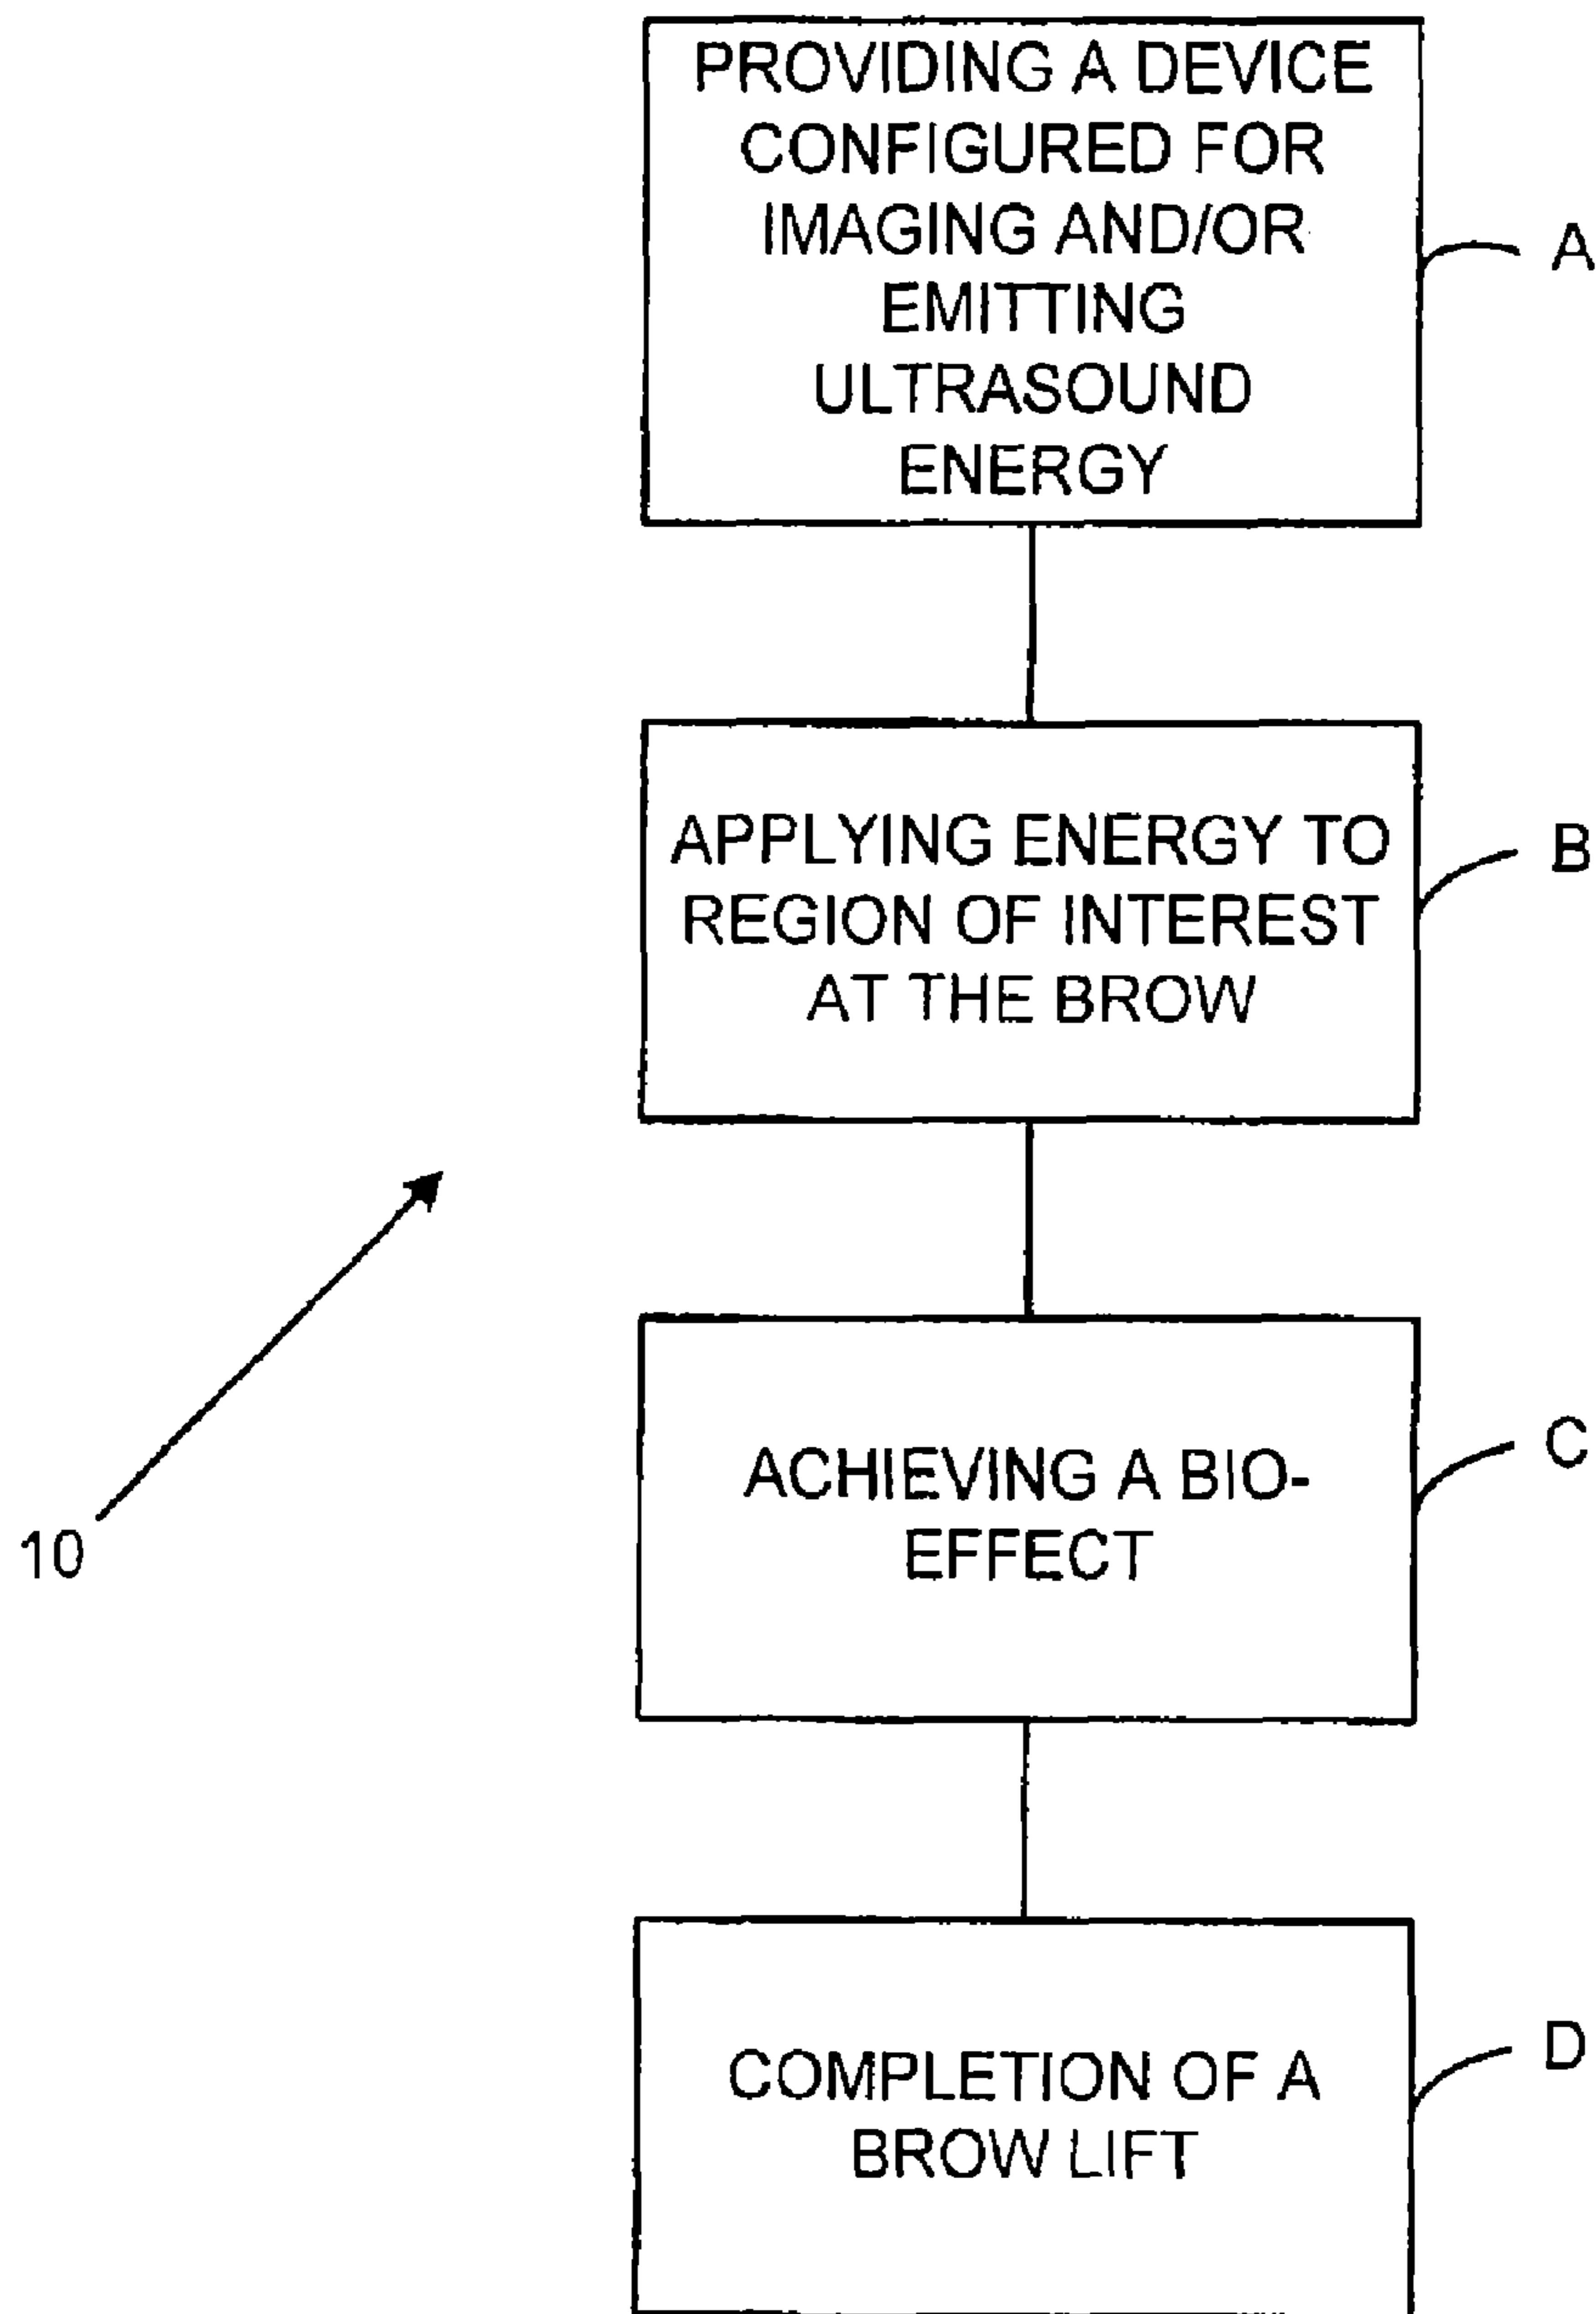 PROVIDING A DEVICE
CONFIGURED FOR
IMAGING AND/OR
EMITTING
ULTRASOUND
ENERGY
A
APPLYING ENERGY TO
REGION OF INTEREST
AT THE BROW
B
ACHIEVING A BIO-
EFFECT
C
10
COMPLETION OF A
BROW LIFT
D